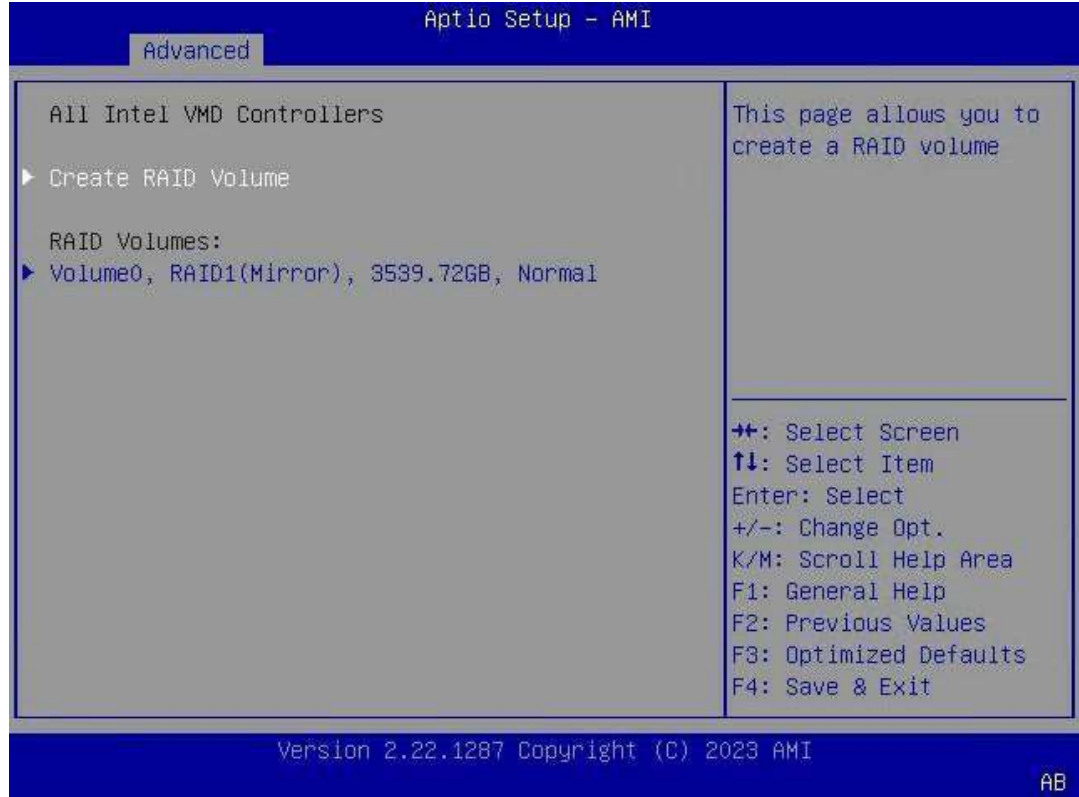 Aptio Setup – AMI
Advanced
All Intel VMD Controllers
Create RAID Volume
RAID Volumes:
Volume0, RAID1(Mirror), 3539.72GB, Normal
This page allows you to
create a RAID volume
→←: Select Screen
↑↓: Select Item
Enter: Select
+/-: Change Opt.
K/M: Scroll Help Area
F1: General Help
F2: Previous Values
F3: Optimized Defaults
F4: Save & Exit
Version 2.22.1287 Copyright (C) 2023 AMI
AB